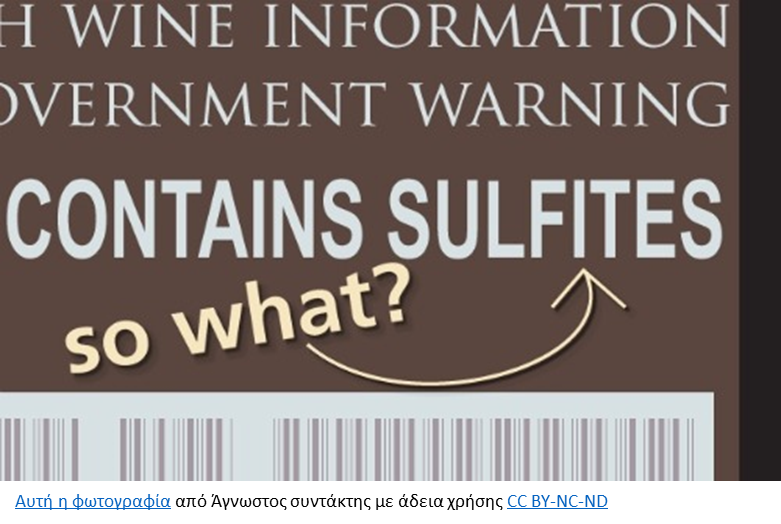 H WINE INFORMATION
OVERNMENT WARNING
CONTAINS SULFITES
so what?
Αυτή η φωτογραφία από Άγνωστος συντάκτης με άδεια χρήσης CC BY-NC-ND